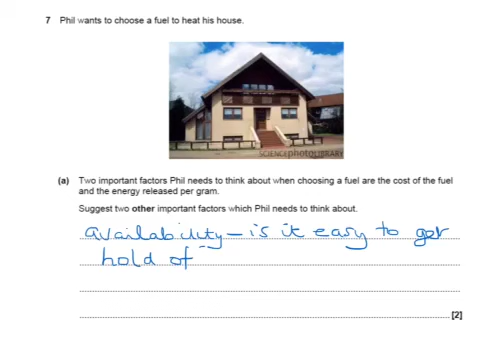 7 Phil wants to choose a fuel to heat his house.
SCIENCEphotoLIBRARY
(a) Two important factors Phil needs to think about when choosing a fuel are the cost of the fuel
and the energy released per gram.
Suggest two other important factors which Phil needs to think about.
availability – is it easy to get
hold of
[2]